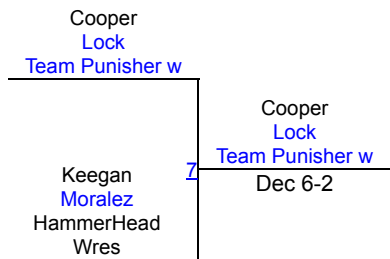 Cooper
Lock
Team Punisher w
Cooper
Lock
Team Punisher w
7
Dec 6-2
Keegan
Moralez
HammerHead
Wres